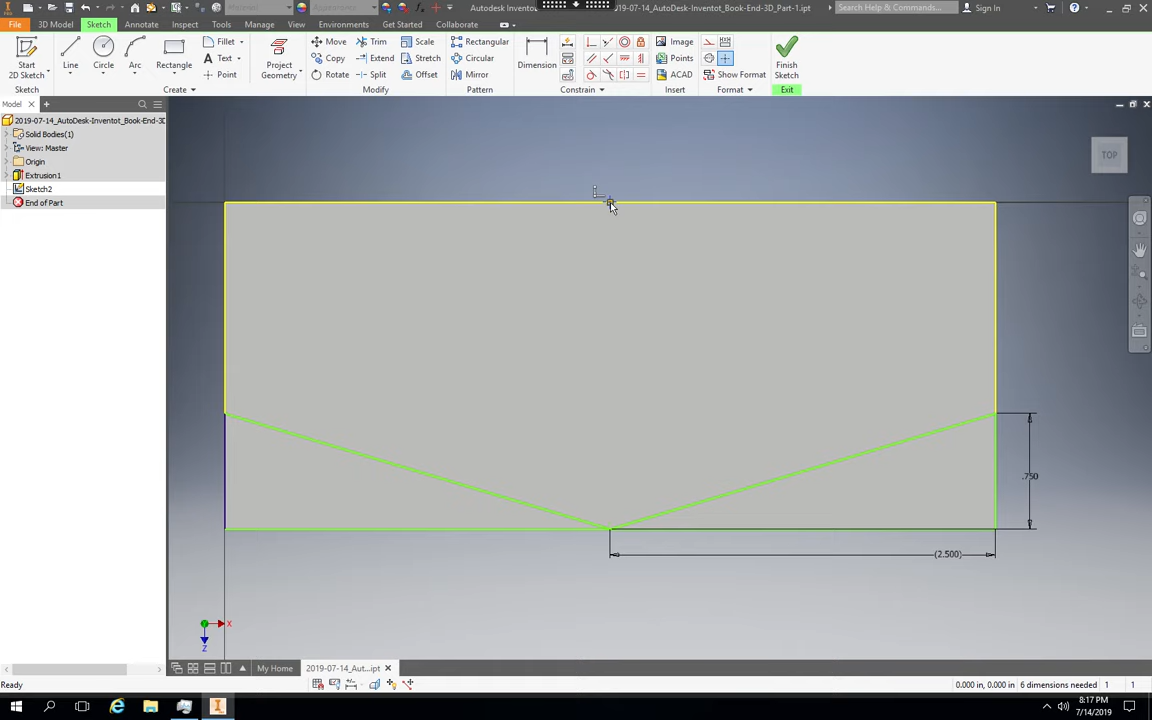 Autodesk Inventor
019-07-14_AutoDesk-Inventor_Book-End-3D_Part-1.ipt
Search Help & Commands...
Sign In
File 3D Model Sketch Annotate Inspect Tools Manage View Environments Get Started Collaborate
Start
2D Sketch
Line Circle Arc Rectangle
Fillet
Text
Point
Project
Geometry
Move Trim Scale
Copy Extend Stretch
Rotate Split Offset
Rectangular
Circular
Mirror
Dimension
Image
Points
ACAD
Show Format
Finish
Sketch
Sketch Create Modify Pattern Constrain Insert Format Exit
Model
2019-07-14_AutoDesk-Inventot_Book-End-3D
Solid Bodies(1)
View: Master
Origin
Extrusion1
Sketch2
End of Part
TOP
.750
(2.500)
X
Z
My Home 2019-07-14_Aut...ipt
Ready
0.000 in, 0.000 in 6 dimensions needed 1 1
8:17 PM
7/14/2019